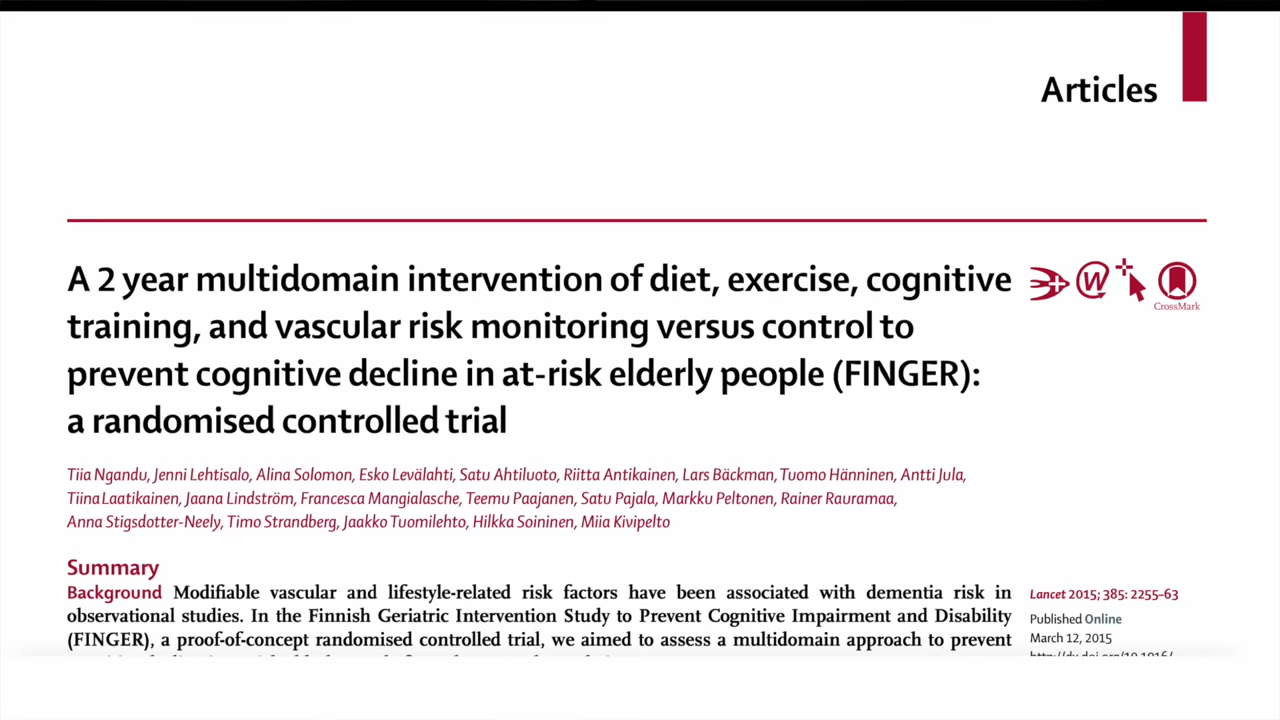 Articles
A 2 year multidomain intervention of diet, exercise, cognitive
training, and vascular risk monitoring versus control to
prevent cognitive decline in at-risk elderly people (FINGER):
a randomised controlled trial
W
CrossMark
Tiia Ngandu, Jenni Lehtisalo, Alina Solomon, Esko Levälahti, Satu Ahtiluoto, Riitta Antikainen, Lars Bäckman, Tuomo Hänninen, Antti Jula,
Tiina Laatikainen, Jaana Lindström, Francesca Mangialasche, Teemu Paajanen, Satu Pajala, Markku Peltonen, Rainer Rauramaa,
Anna Stigsdotter-Neely, Timo Strandberg, Jaakko Tuomilehto, Hilkka Soininen, Miia Kivipelto
Summary
Background Modifiable vascular and lifestyle-related risk factors have been associated with dementia risk in
observational studies. In the Finnish Geriatric Intervention Study to Prevent Cognitive Impairment and Disability
(FINGER), a proof-of-concept randomised controlled trial, we aimed to assess a multidomain approach to prevent
Lancet 2015; 385: 2255–63
Published Online
March 12, 2015